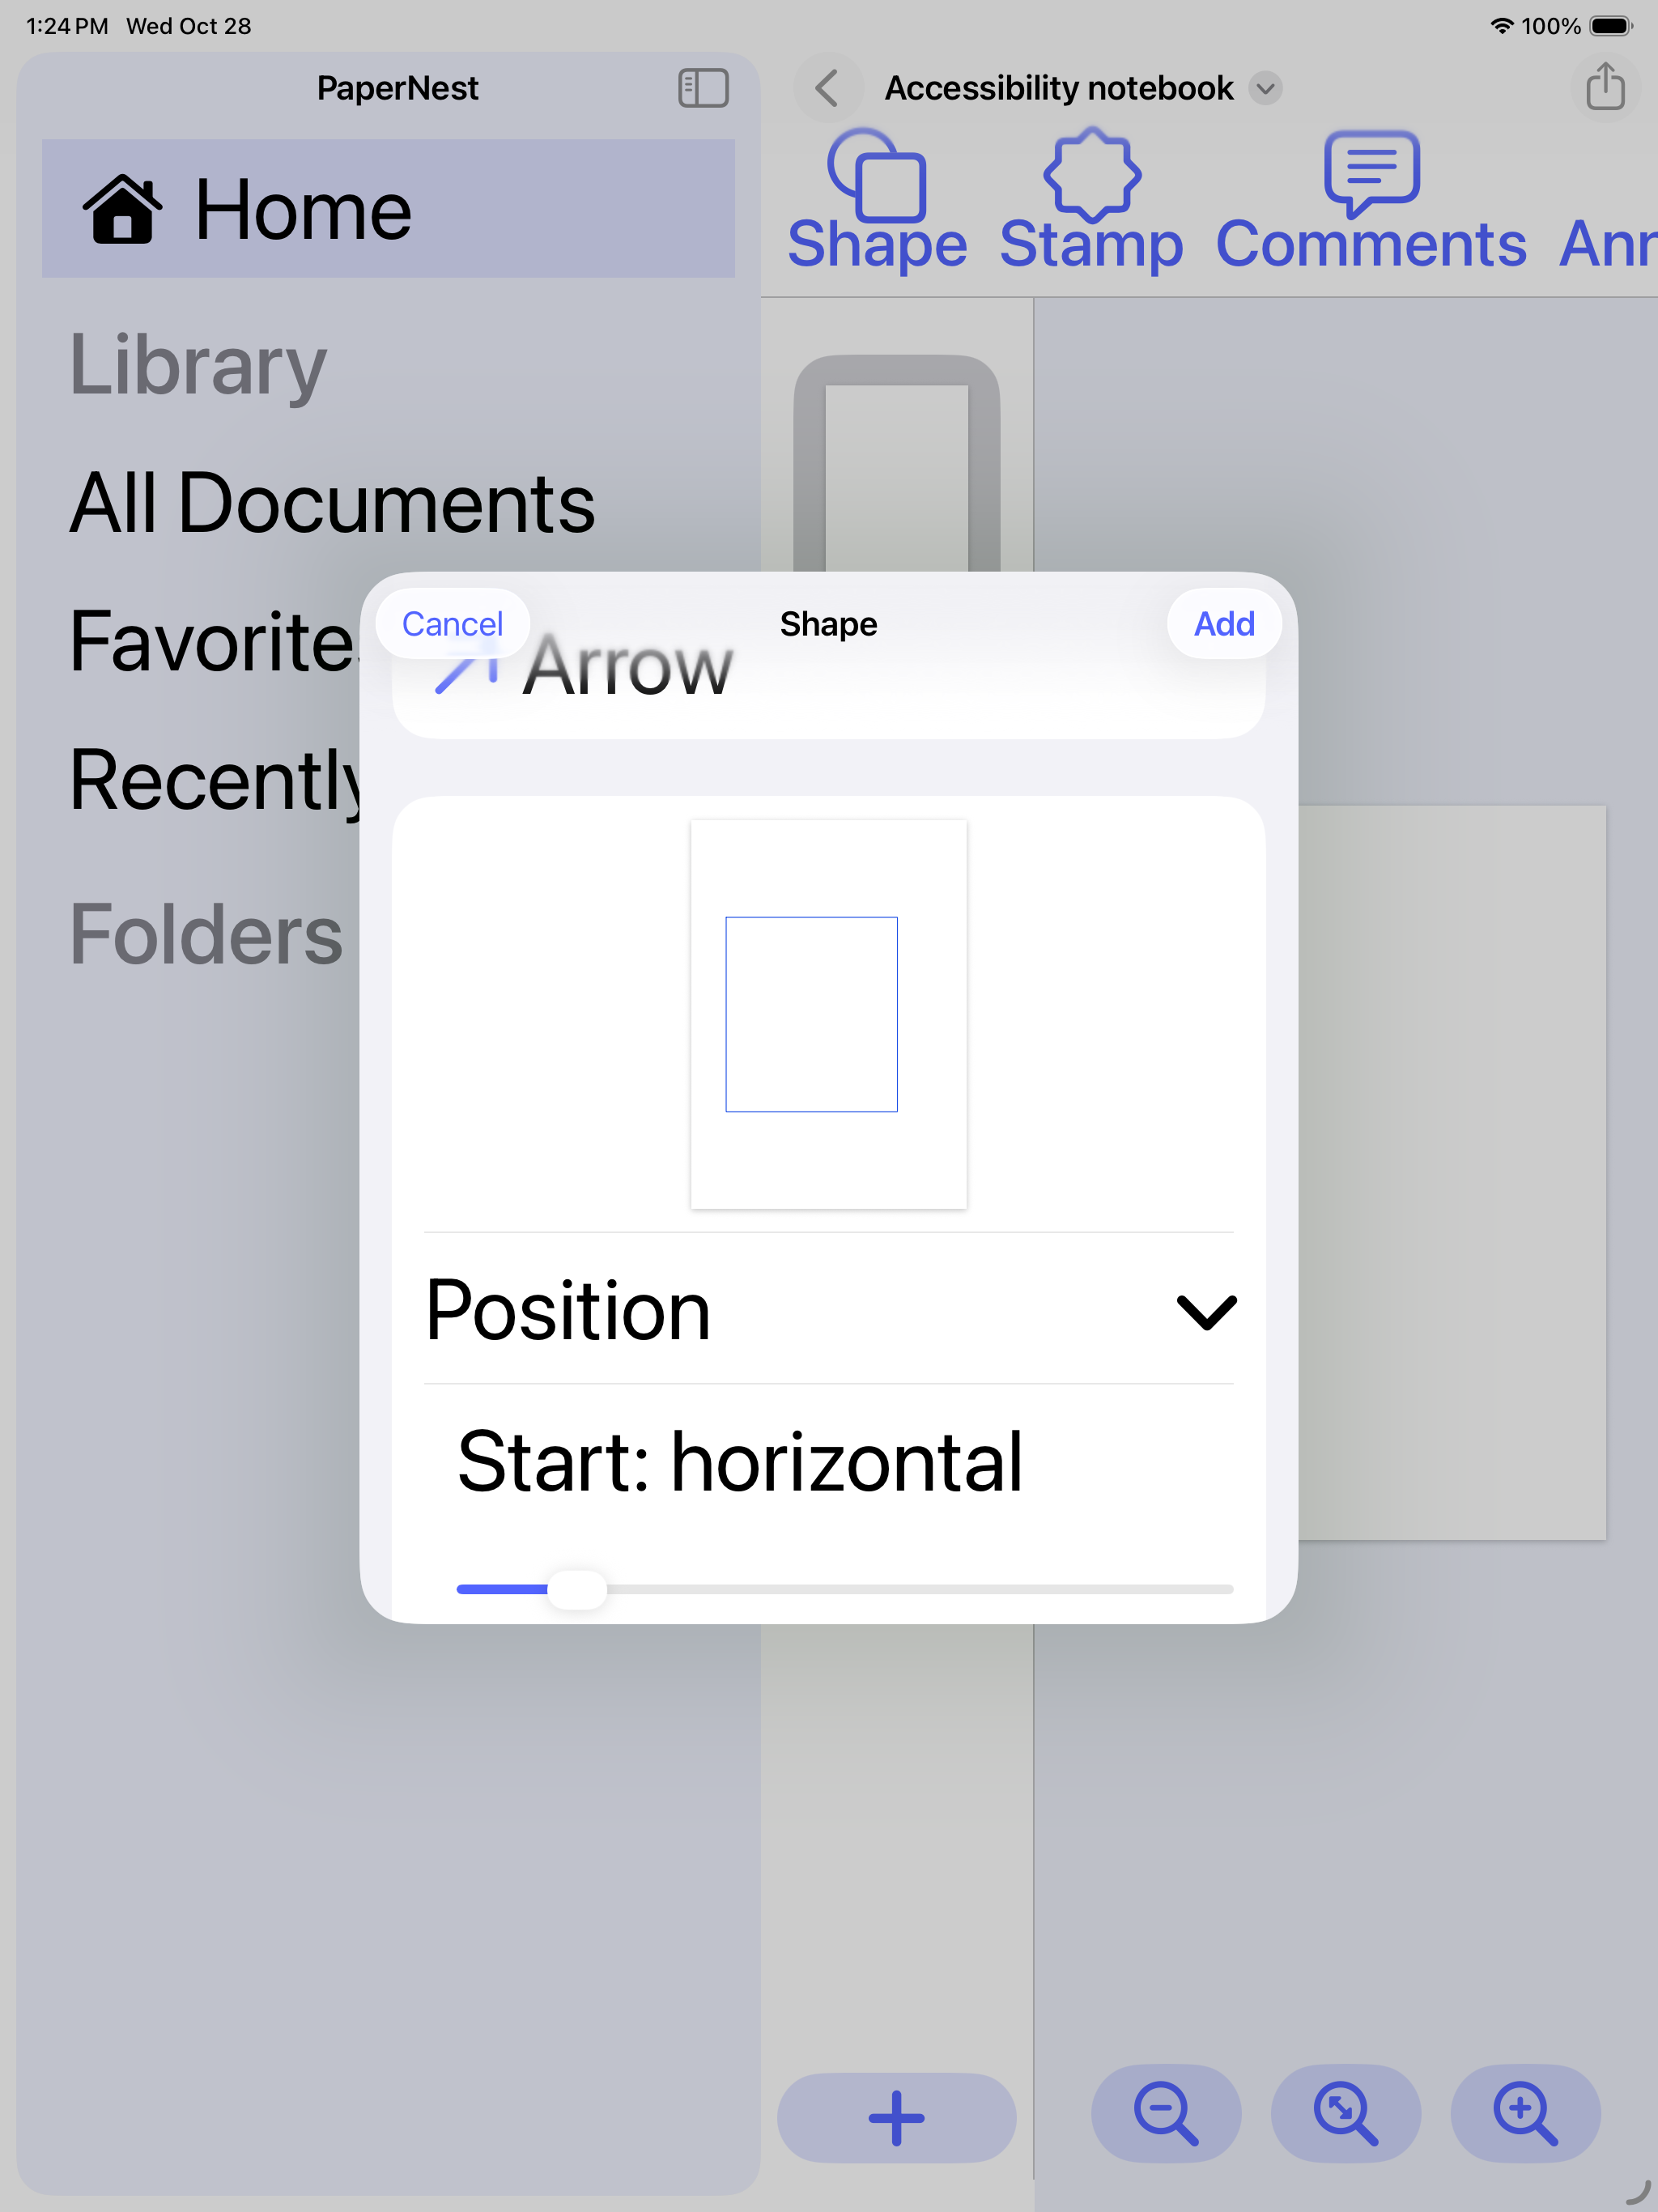 1:24 PM Wed Oct 28
100%
PaperNest
Accessibility notebook
Home
Shape
Stamp
Comments
Library
All Documents
Recently
Folders
Cancel
Shape
Add
Arrow
Position
Start: horizontal